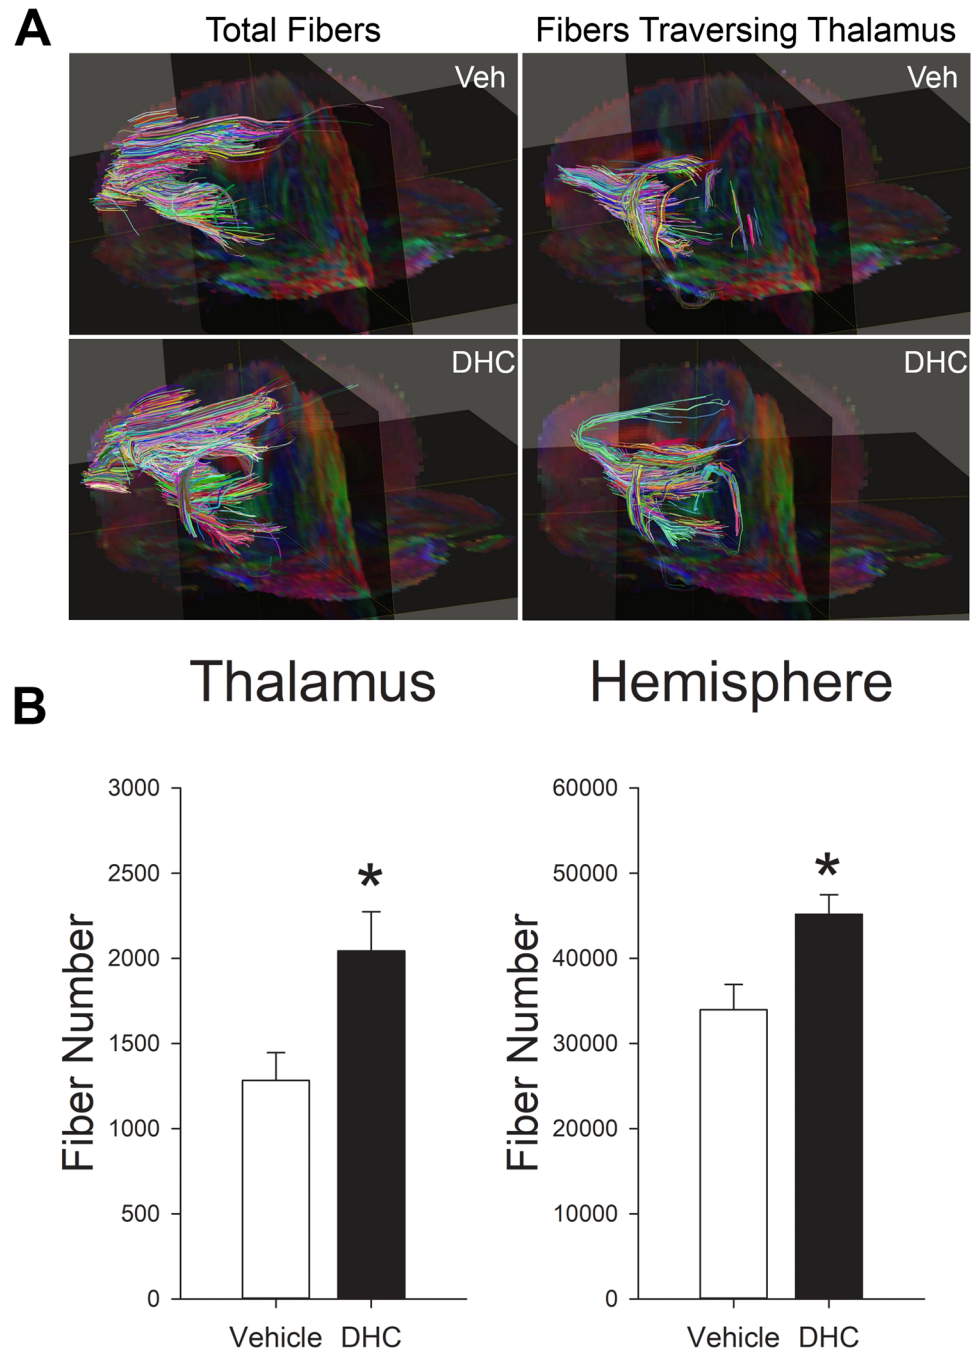 A
Total Fibers
Fibers Traversing Thalamus
Veh
Veh
DHC
DHC
B
Thalamus
Hemisphere
Fiber Number
3000
2500
2000
1500
1000
500
0
*
Vehicle DHC
Fiber Number
60000
50000
40000
30000
20000
10000
0
*
Vehicle DHC